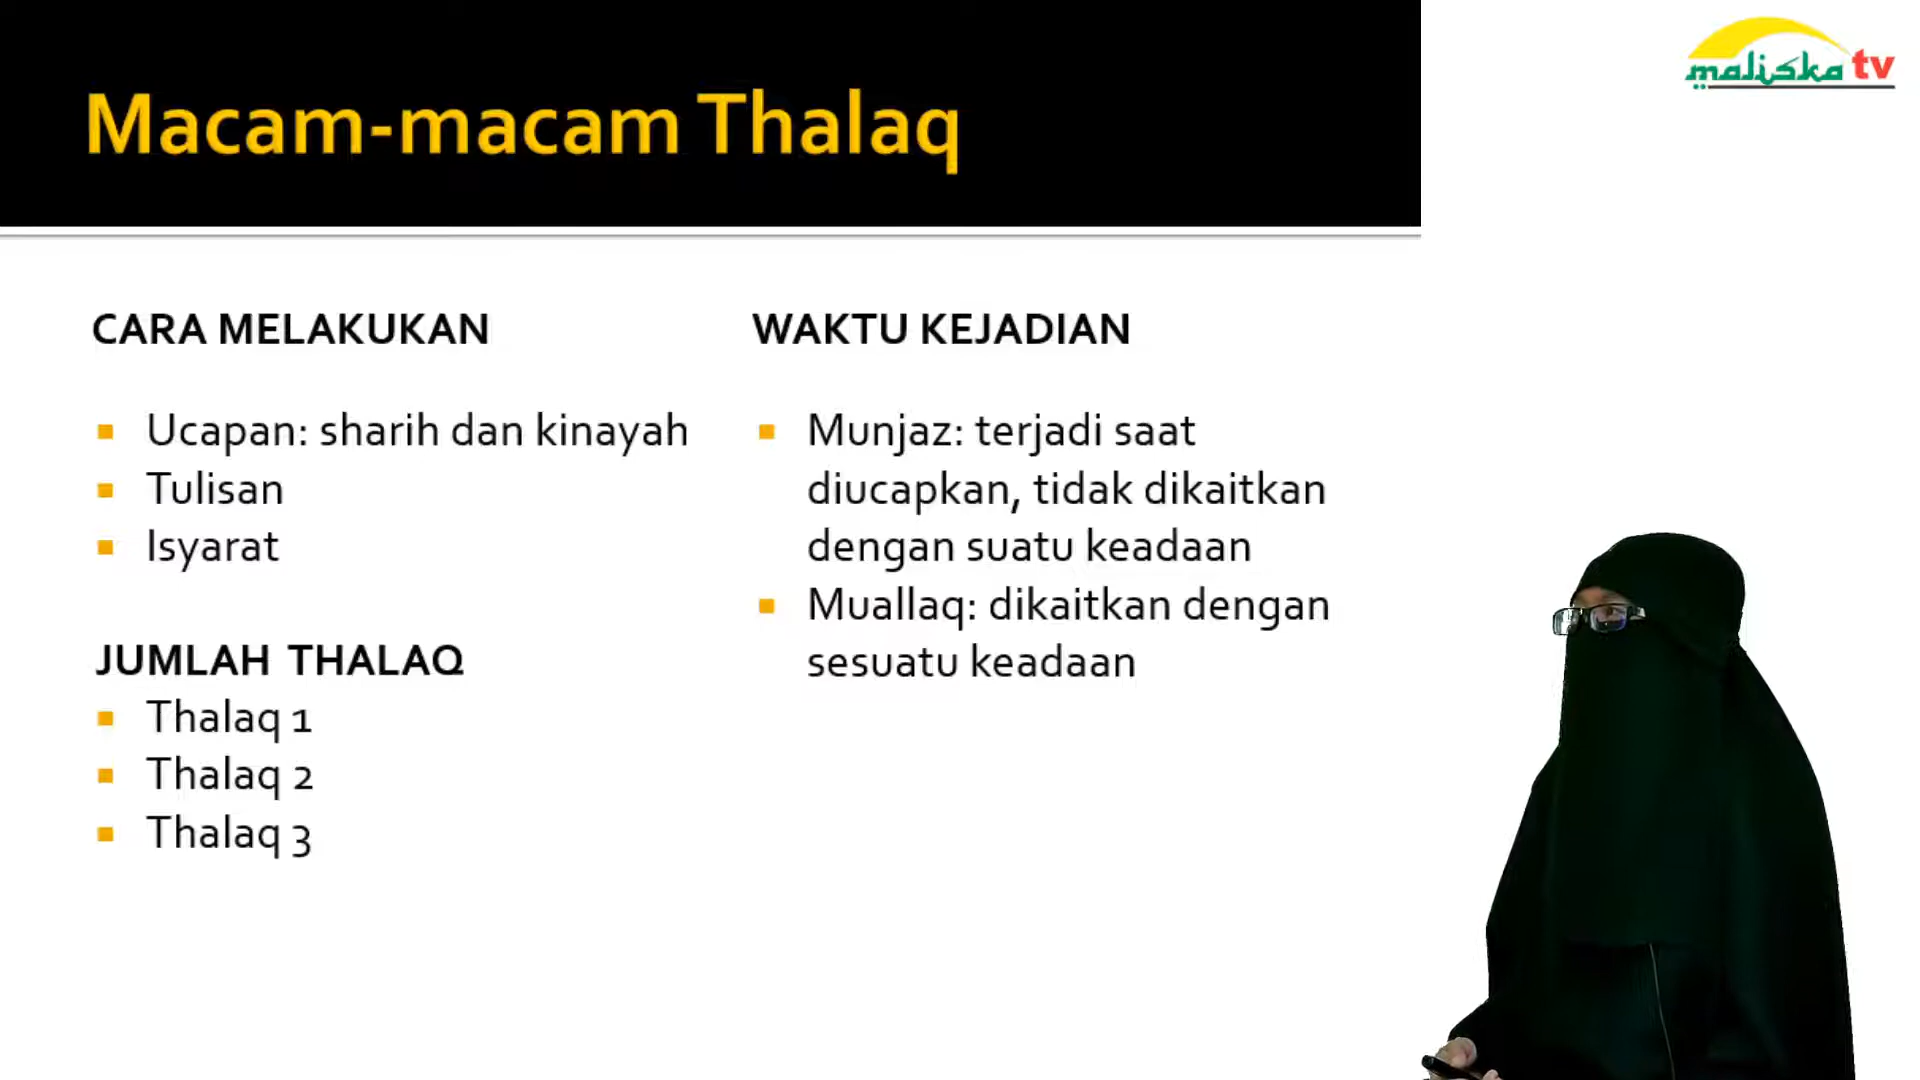 Macam-macam Thalaq
maliska tv
CARA MELAKUKAN
Ucapan: sharih dan kinayah
Tulisan
Isyarat
JUMLAH THALAQ
Thalaq 1
Thalaq 2
Thalaq 3
WAKTU KEJADIAN
Munjaz: terjadi saat
diucapkan, tidak dikaitkan
dengan suatu keadaan
Muallaq: dikaitkan dengan
sesuatu keadaan